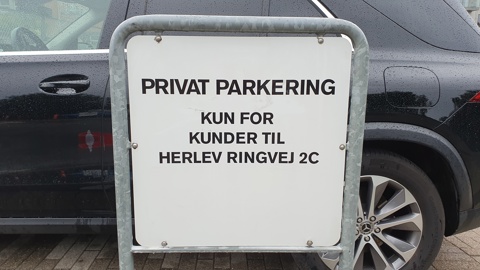 PRIVAT PARKERING
KUN FOR
KUNDER TIL
HERLEV RINGVEJ 2C